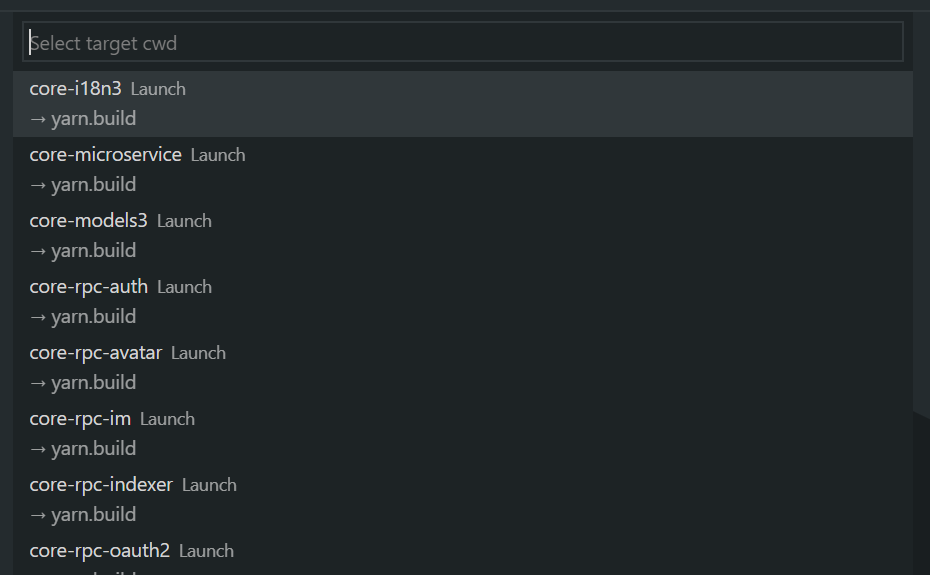 Select target cwd
core-i18n3 Launch
→ yarn.build
core-microservice Launch
→ yarn.build
core-models3 Launch
→ yarn.build
core-rpc-auth Launch
→ yarn.build
core-rpc-avatar Launch
→ yarn.build
core-rpc-im Launch
→ yarn.build
core-rpc-indexer Launch
→ yarn.build
core-rpc-oauth2 Launch